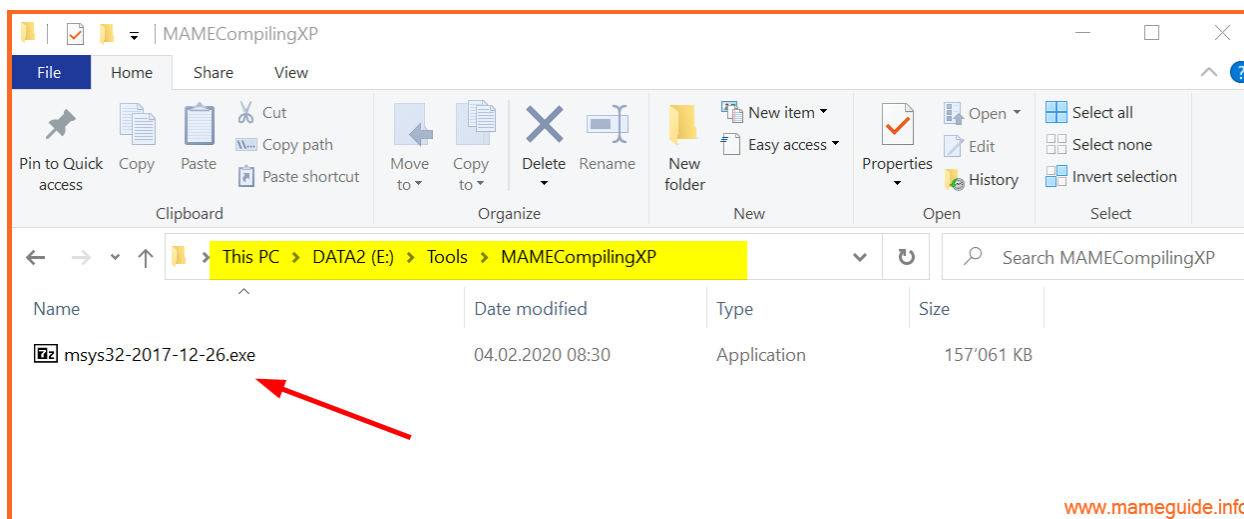 MAMECompilingXP
File Home Share View ?
Pin to Quick access
Copy
Paste
Cut
W... Copy path
Paste shortcut
Clipboard
Move to
Copy to
Delete
Rename
Organize
New folder
New item
Easy access
New
Properties
Open
Edit
History
Open
Select all
Select none
Invert selection
Select
This PC > DATA2 (E:) > Tools > MAMECompilingXP
Search MAMECompilingXP
Name Date modified Type Size
7z msys32-2017-12-26.exe 04.02.2020 08:30 Application 157’061 KB
www.mameguide.info